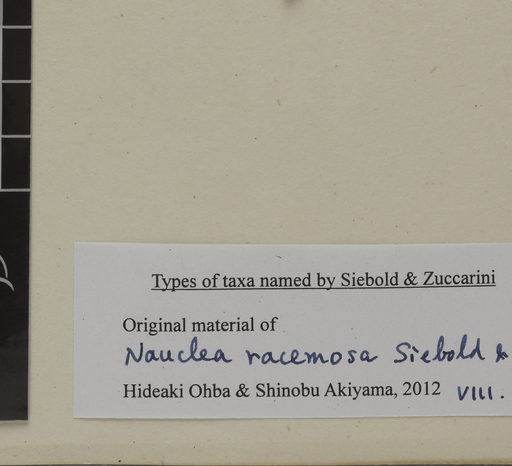 Types of taxa named by Siebold & Zuccarini
Original material of
Nauclea racemosa Siebold &
Hideaki Ohba & Shinobu Akiyama, 2012 VIII.